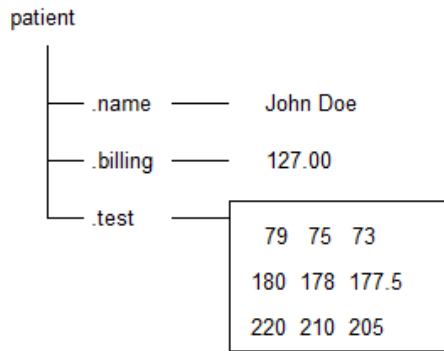 patient
.name John Doe
.billing 127.00
.test
79 75 73
180 178 177.5
220 210 205